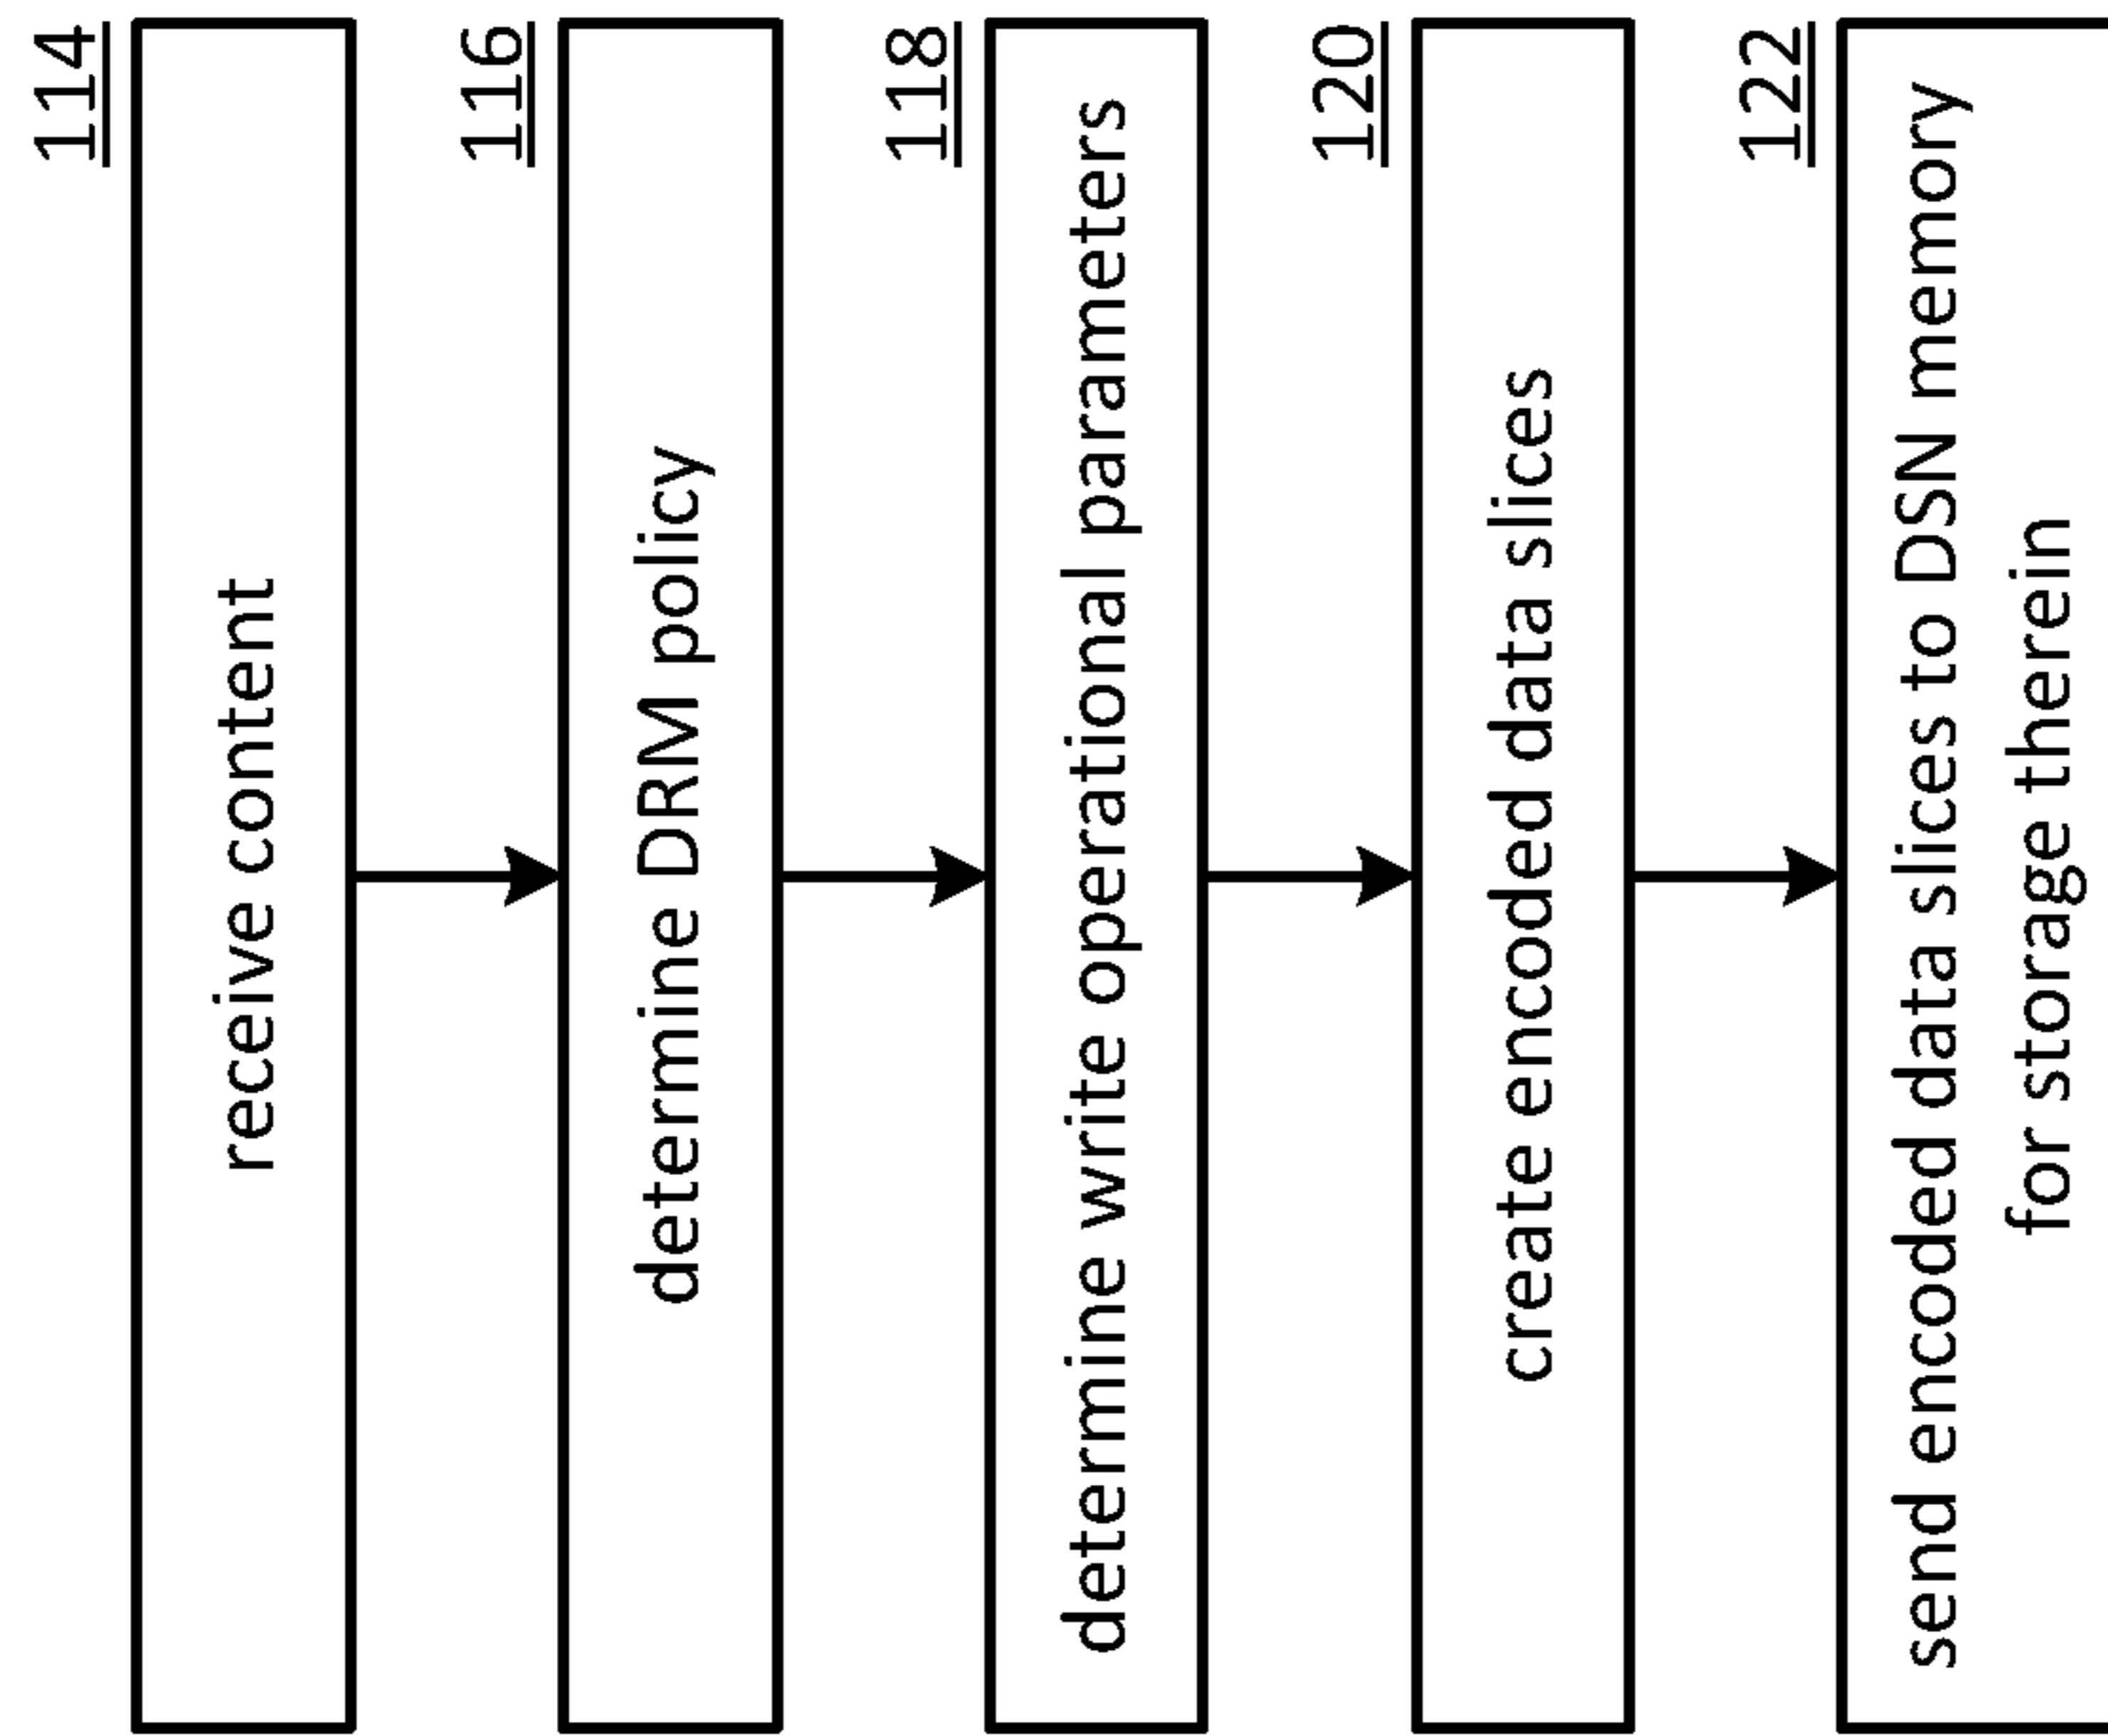 114
receive content
116
determine DRM policy
118
determine write operational parameters
120
create encoded data slices
122
send encoded data slices to DSN memory
for storage therein